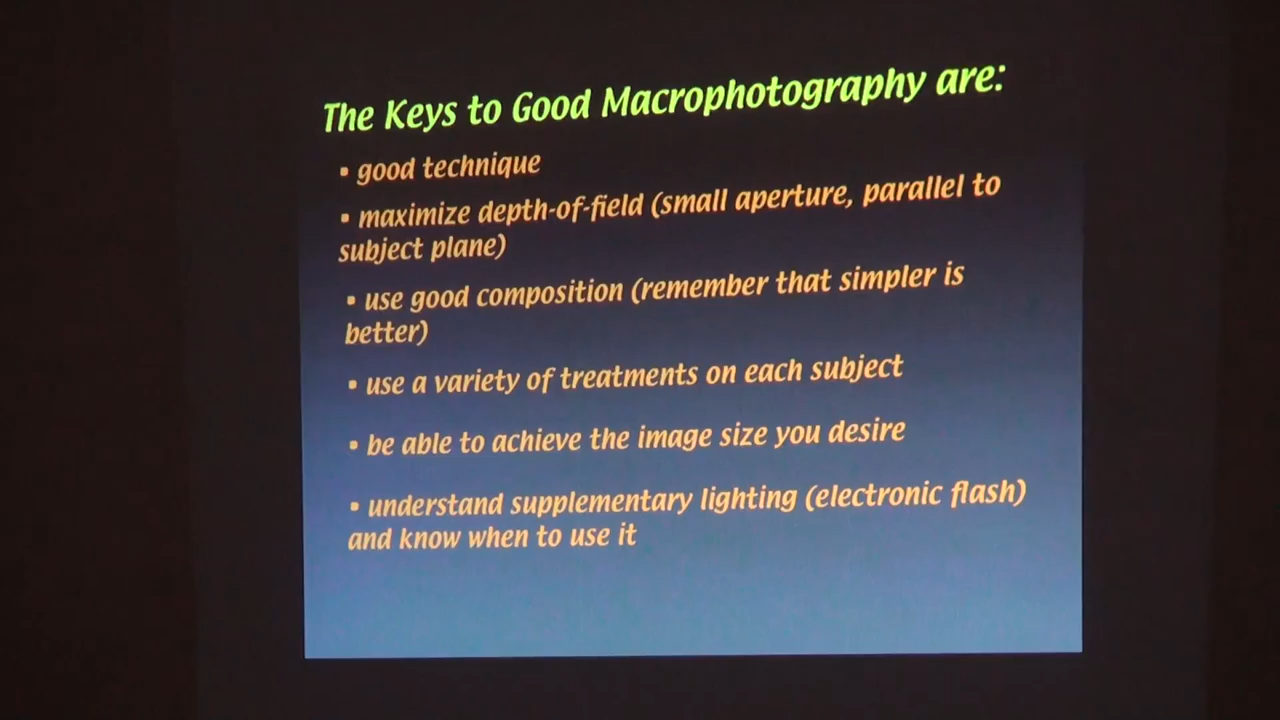 The Keys to Good Macrophotography are:
▪ good technique
▪ maximize depth-of-field (small aperture, parallel to
subject plane)
▪ use good composition (remember that simpler is
better)
▪ use a variety of treatments on each subject
▪ be able to achieve the image size you desire
▪ understand supplementary lighting (electronic flash)
and know when to use it